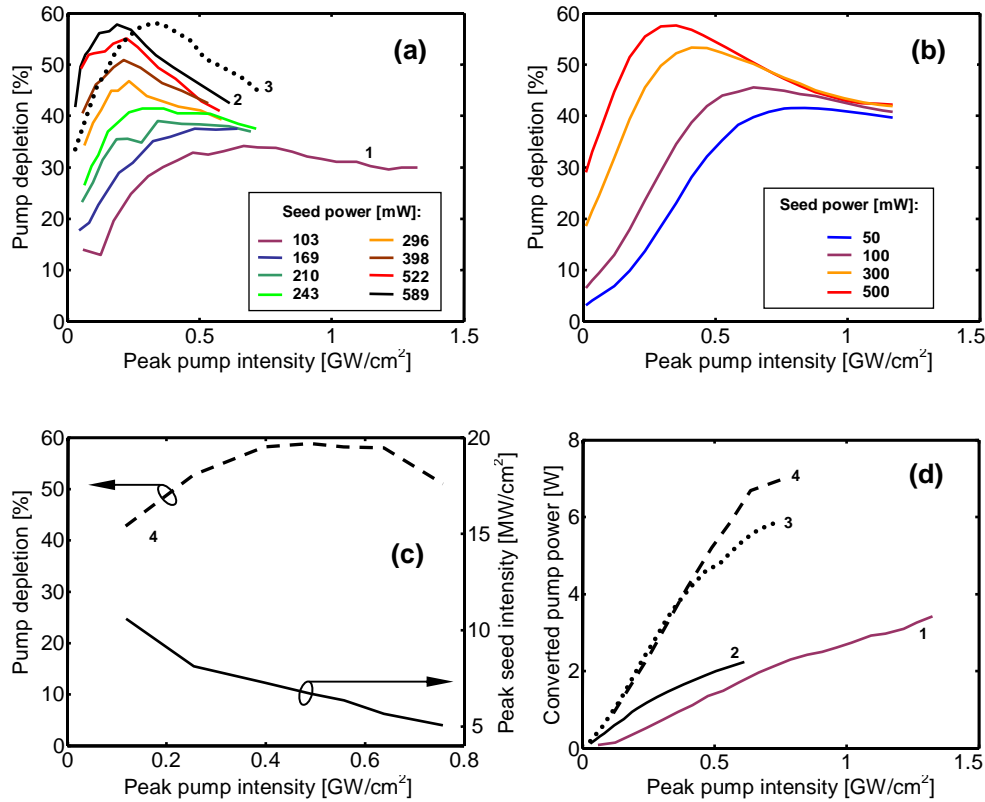 (a)
Pump depletion [%]
60
50
40
30
20
10
0
3
2
1
Seed power [mW]:
103 296
169 398
210 522
243 589
0 0.5 1 1.5
Peak pump intensity [GW/cm²]
(b)
Pump depletion [%]
60
50
40
30
20
10
0
Seed power [mW]:
50
100
300
500
0 0.5 1 1.5
Peak pump intensity [GW/cm²]
(c)
Pump depletion [%]
60
50
40
30
20
10
0
4
20
15
10
5
Peak seed intensity [MW/cm²]
0 0.2 0.4 0.6 0.8
Peak pump intensity [GW/cm²]
(d)
Converted pump power [W]
8
6
4
2
0
4
3
2
1
0 0.5 1 1.5
Peak pump intensity [GW/cm²]